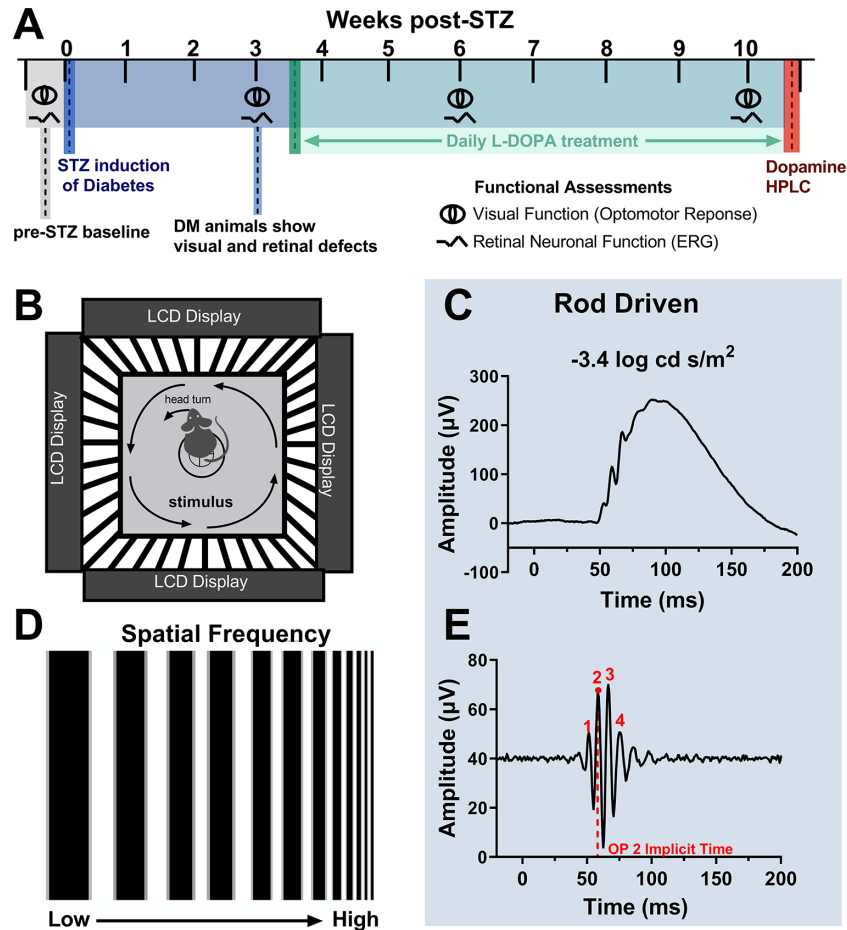 A
Weeks post-STZ
0 1 2 3 4 5 6 7 8 9 10
Daily L-DOPA treatment
STZ induction
of Diabetes
Dopamine
HPLC
pre-STZ baseline
DM animals show
visual and retinal defects
Functional Assessments
Visual Function (Optomotor Reponse)
Retinal Neuronal Function (ERG)
B
LCD Display
LCD Display
LCD Display
LCD Display
head turn
stimulus
C
Rod Driven
-3.4 log cd s/m2
Amplitude (µV)
300
200
100
0
-100
0 50 100 150 200
Time (ms)
D
Spatial Frequency
Low
High
E
Amplitude (µV)
80
60
40
20
0
1
2
3
4
OP 2 Implicit Time
0 50 100 150 200
Time (ms)